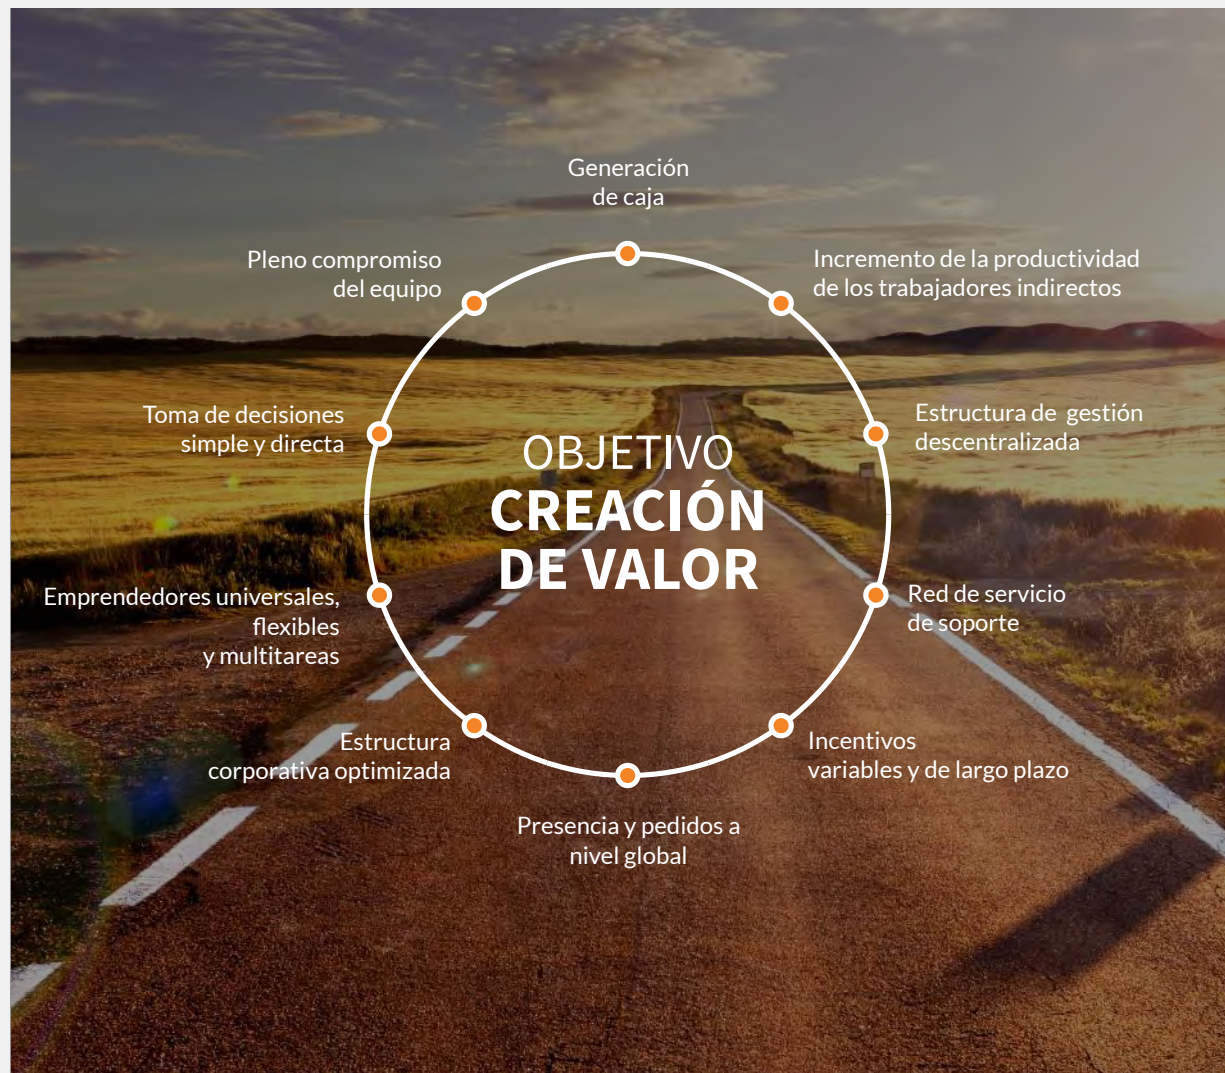 Generación
de caja
Pleno compromiso
del equipo
Incremento de la productividad
de los trabajadores indirectos
Toma de decisiones
simple y directa
Estructura de gestión
descentralizada
OBJETIVO
CREACIÓN
DE VALOR
Emprendedores universales,
flexibles
y multitareas
Red de servicio
de soporte
Estructura
corporativa optimizada
Incentivos
variables y de largo plazo
Presencia y pedidos a
nivel global